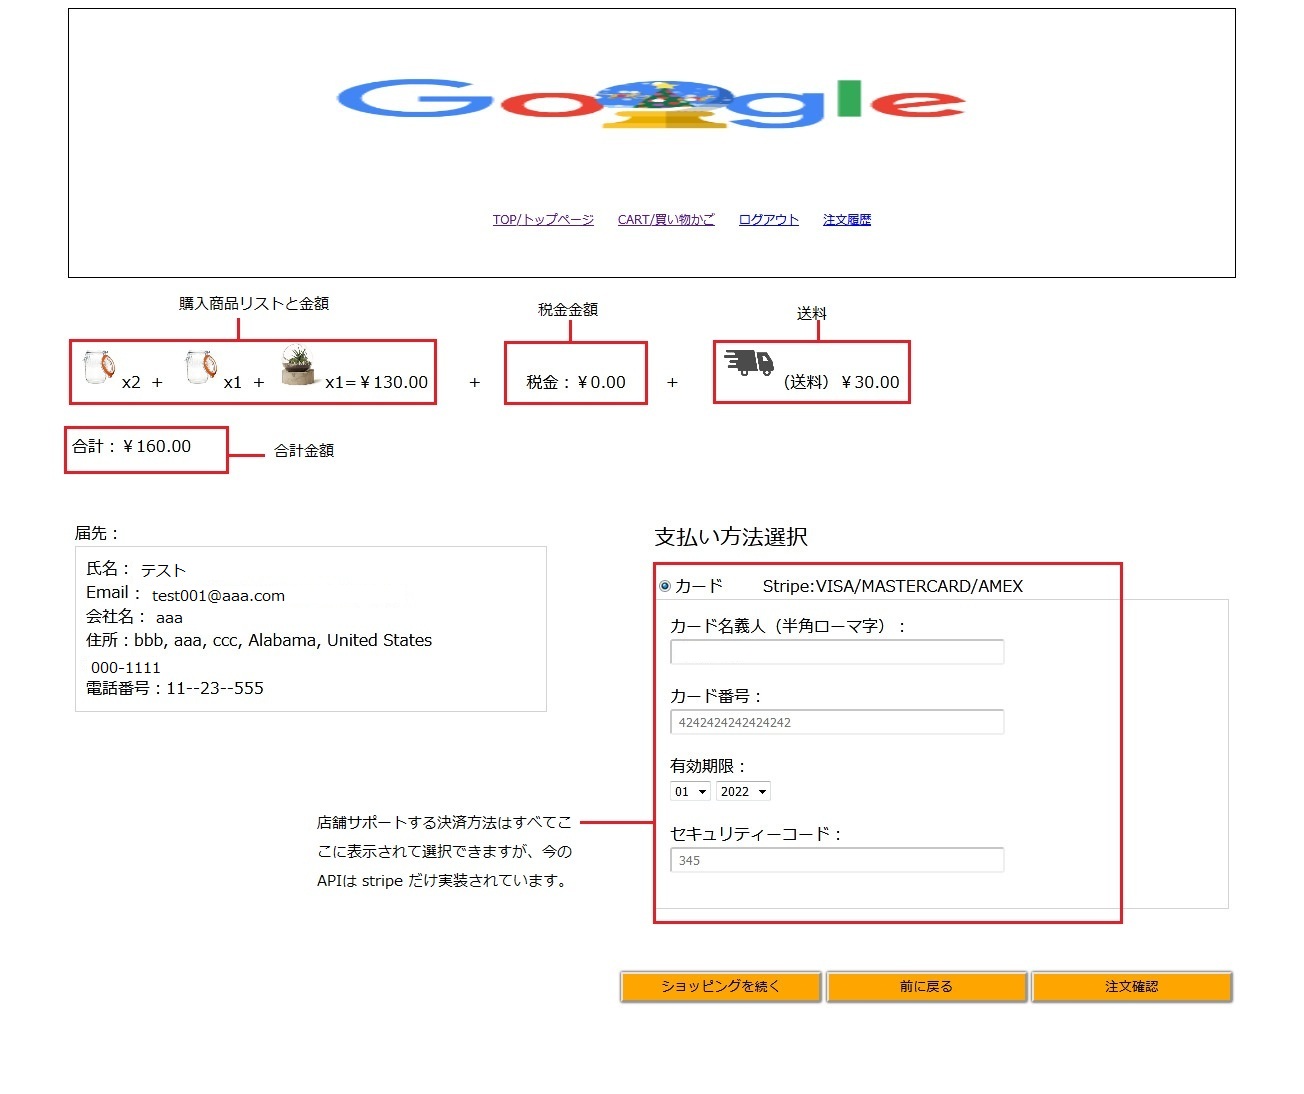 Google
TOP/トップページ CART/買い物かご ログアウト 注文履歴
購入商品リストと金額 税金金額 送料
x2 + x1 + x1=￥130.00 + 税金：￥0.00 + （送料）￥30.00
合計：￥160.00 合計金額
届先：
氏名： テスト
Email： test001@aaa.com
会社名： aaa
住所：bbb, aaa, ccc, Alabama, United States
000-1111
電話番号：11--23--555
支払い方法選択
カード Stripe:VISA/MASTERCARD/AMEX
カード名義人（半角ローマ字）：
カード番号：
4242424242424242
有効期限：
01 2022
セキュリティーコード：
345
店舗サポートする決済方法はすべてこ
こに表示されて選択できますが、今の
APIは stripe だけ実装されています。
ショッピングを続く 前に戻る 注文確認